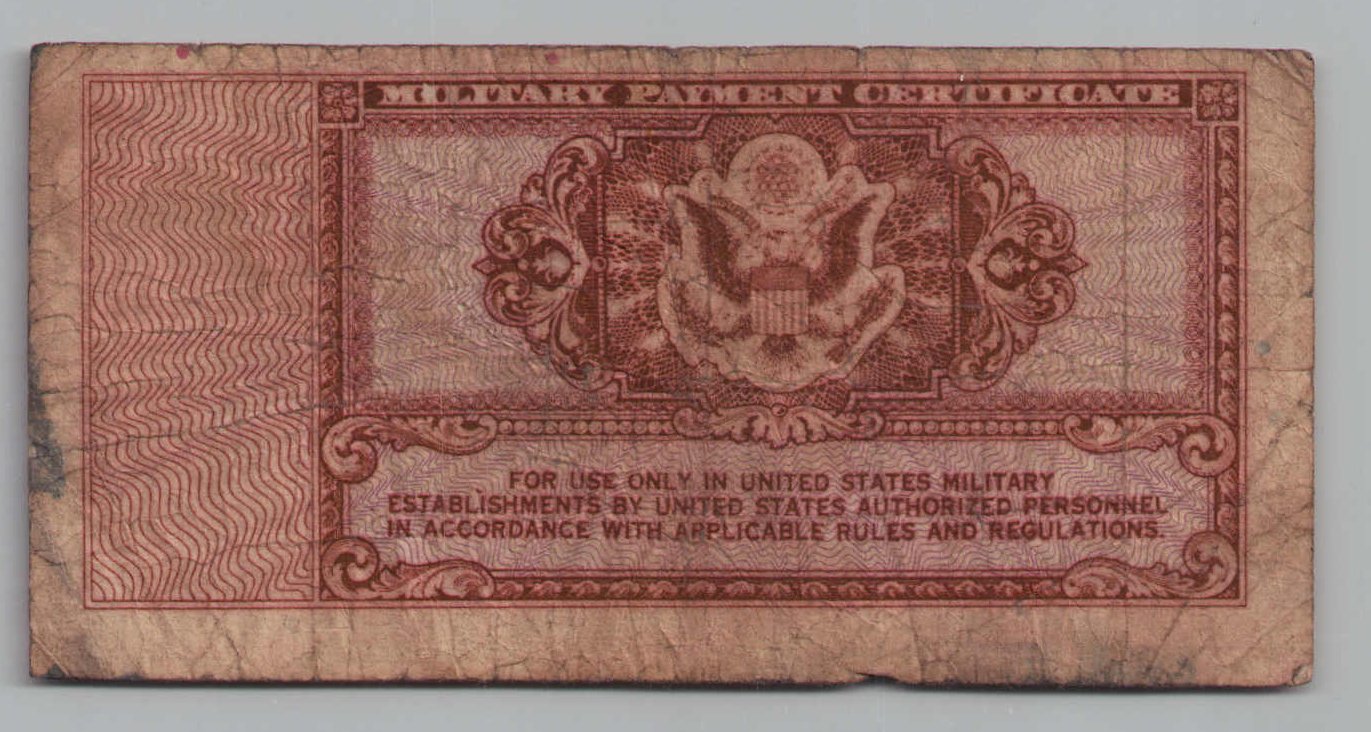 MILITARY PAYMENT CERTIFICATE
FOR USE ONLY IN UNITED STATES MILITARY
ESTABLISHMENTS BY UNITED STATES AUTHORIZED PERSONNEL
IN ACCORDANCE WITH APPLICABLE RULES AND REGULATIONS.